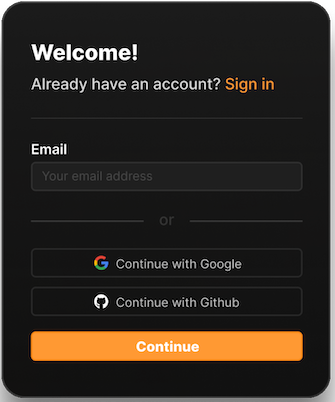 Welcome!
Already have an account? Sign in
Email
Your email address
or
Continue with Google
Continue with Github
Continue